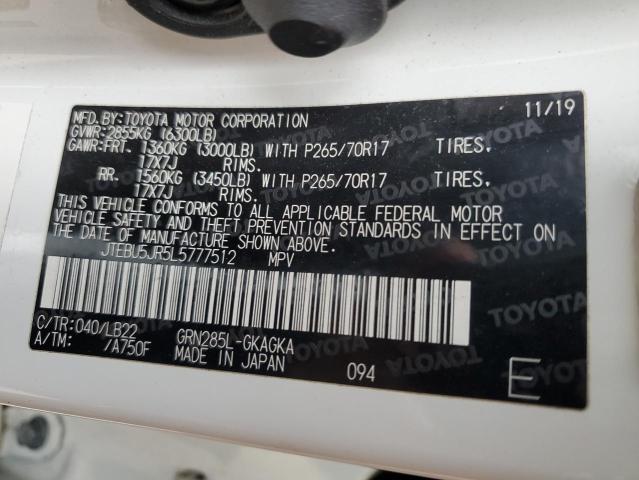 MFD.BY:TOYOTA MOTOR CORPORATION 11/19
GVWR:2855KG (6300LB)
GAWR:FRT. 1360KG (3000LB) WITH P265/70R17 TIRES.
17X7J RIMS.
RR. 1560KG (3450LB) WITH P265/70R17 TIRES.
17X7J RIMS.
THIS VEHICLE CONFORMS TO ALL APPLICABLE FEDERAL MOTOR
VEHICLE SAFETY AND THEFT PREVENTION STANDARDS IN EFFECT ON
THE DATE OF MANUFACTURE SHOWN ABOVE.
JTEBU5JR5L5777512 MPV
C/TR:040/LB22 GRN285L-GKAGKA
A/TM: /A750F MADE IN JAPAN
094 E
TOYOTA